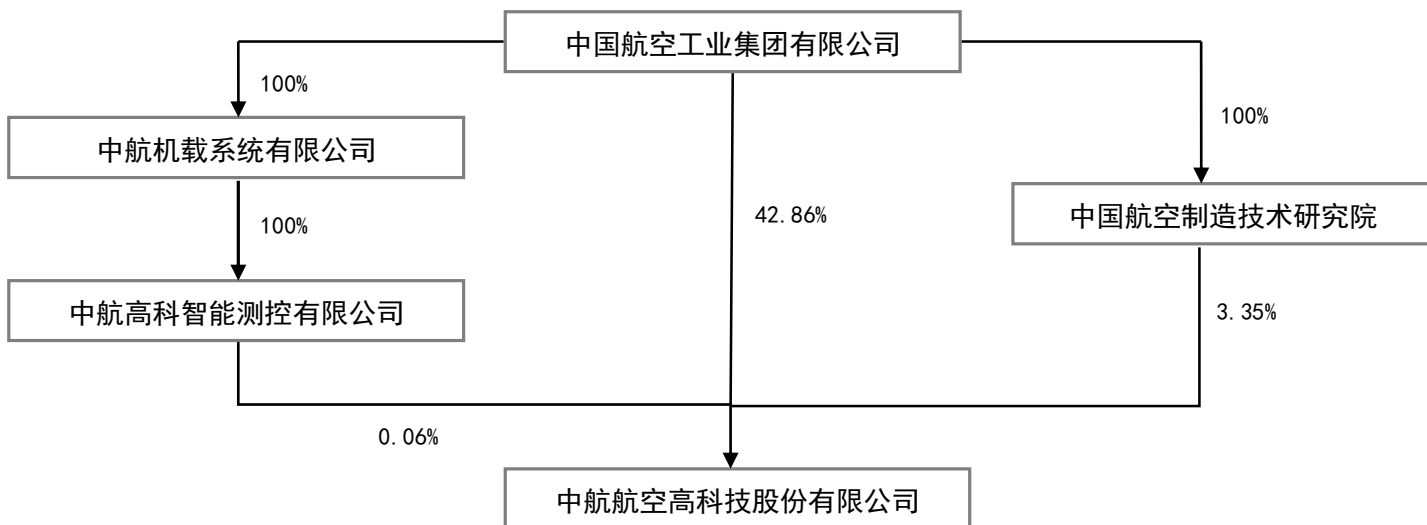 中国航空工业集团有限公司
100%
100%
中航机载系统有限公司
42.86%
中国航空制造技术研究院
100%
中航高科智能测控有限公司
3.35%
0.06%
中航航空高科技股份有限公司